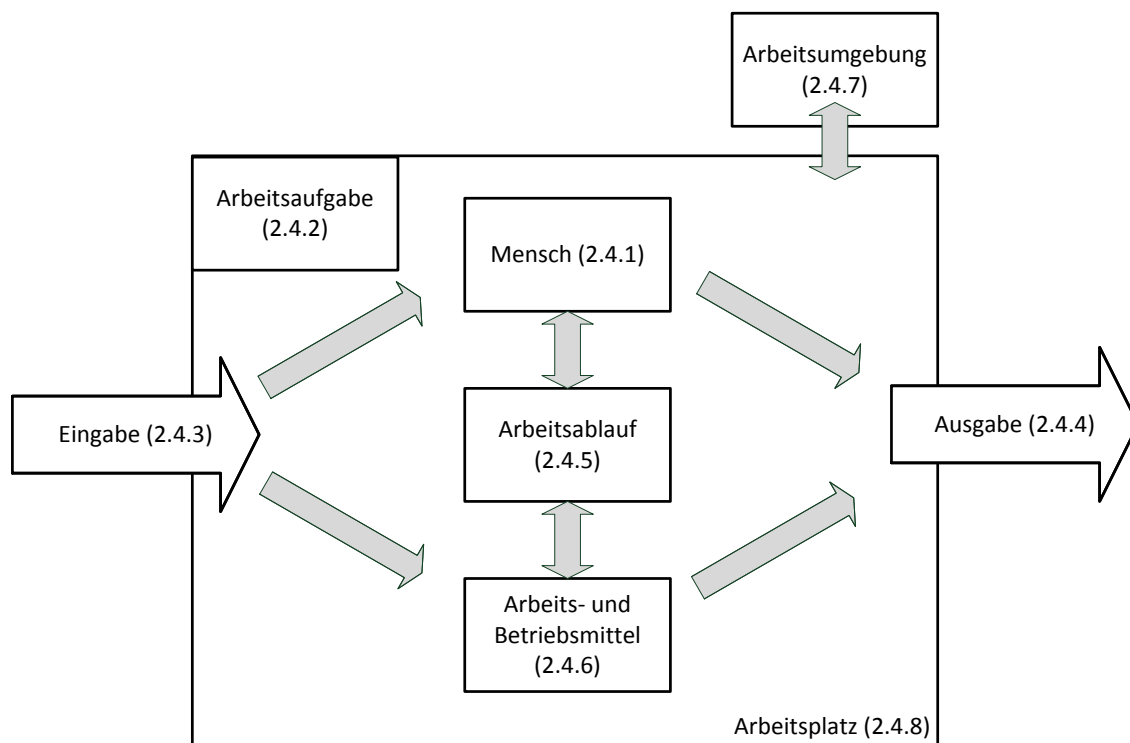 Arbeitsumgebung
(2.4.7)
Arbeitsaufgabe
(2.4.2)
Mensch (2.4.1)
Eingabe (2.4.3)
Arbeitsablauf
(2.4.5)
Ausgabe (2.4.4)
Arbeits- und
Betriebsmittel
(2.4.6)
Arbeitsplatz (2.4.8)